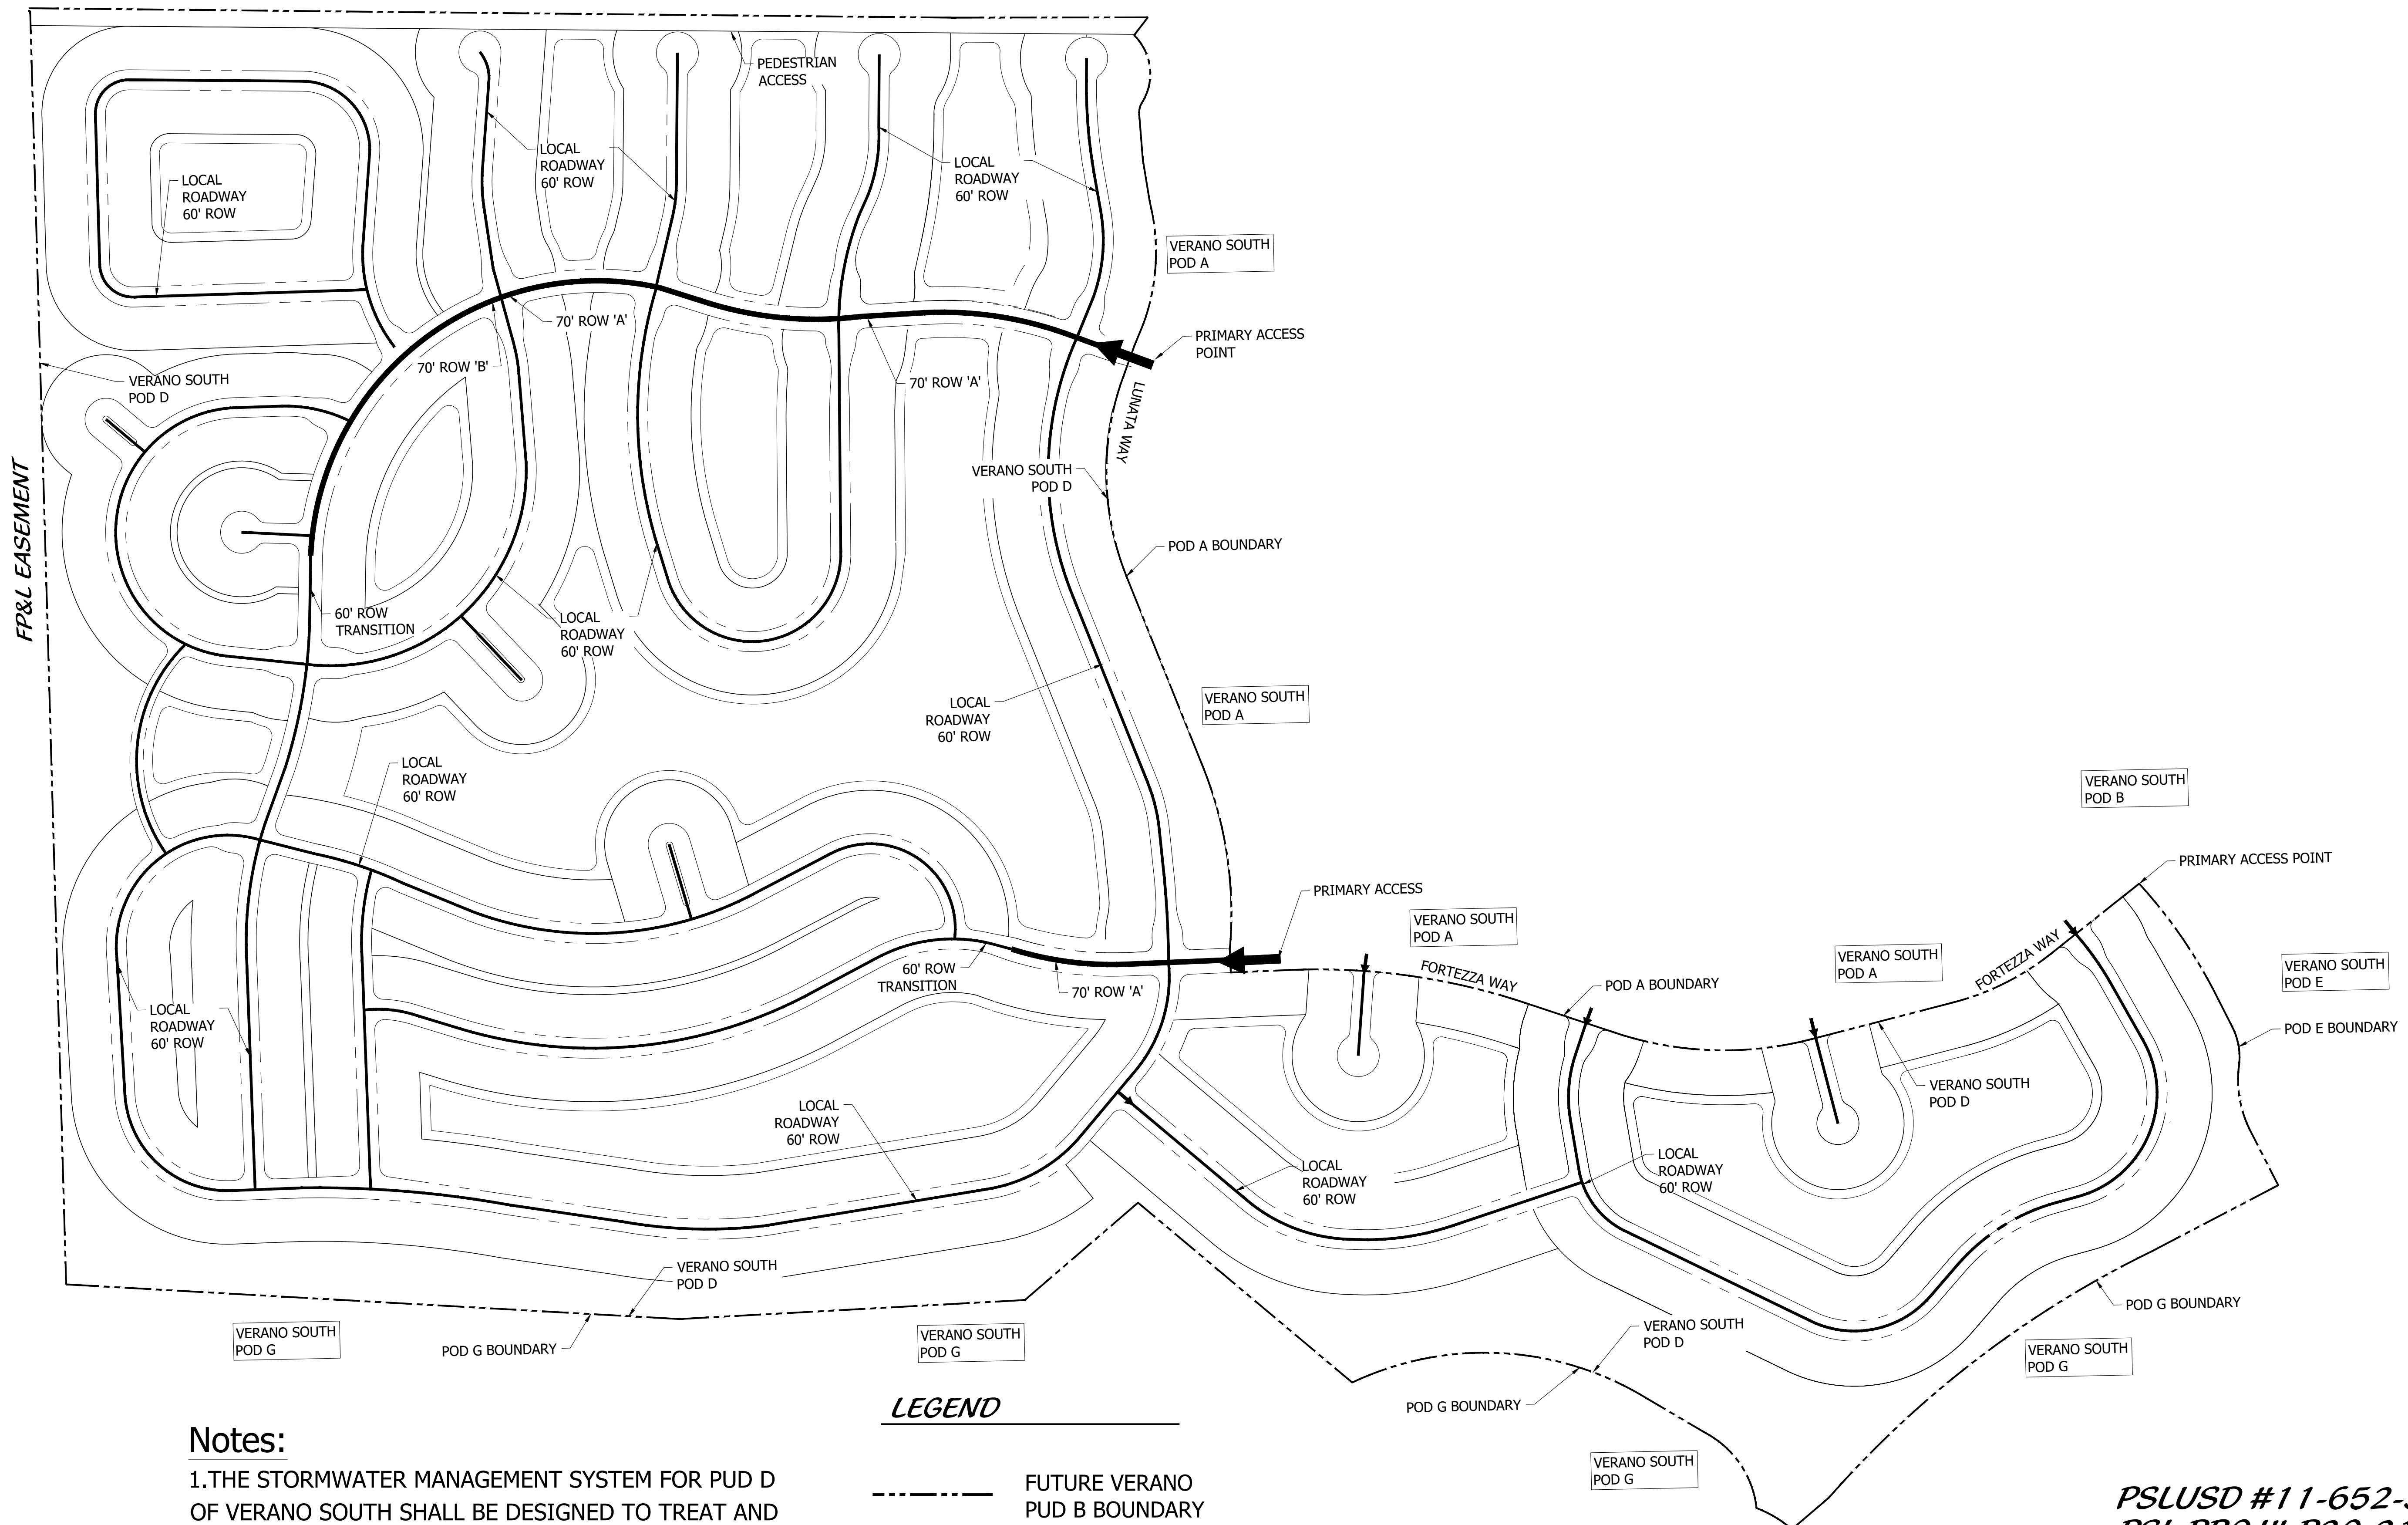 PEDESTRIAN
ACCESS
LOCAL
ROADWAY
60' ROW
LOCAL
ROADWAY
60' ROW
LOCAL
ROADWAY
60' ROW
VERANO SOUTH
POD A
70' ROW 'A'
PRIMARY ACCESS
POINT
70' ROW 'B'
VERANO SOUTH
POD D
70' ROW 'A'
LUNATA WAY
FP&L EASEMENT
VERANO SOUTH
POD D
POD A BOUNDARY
60' ROW
TRANSITION
LOCAL
ROADWAY
60' ROW
LOCAL
ROADWAY
60' ROW
VERANO SOUTH
POD A
LOCAL
ROADWAY
60' ROW
VERANO SOUTH
POD B
PRIMARY ACCESS POINT
PRIMARY ACCESS
VERANO SOUTH
POD A
FORTEZZA WAY
VERANO SOUTH
POD A
FORTEZZA WAY
VERANO SOUTH
POD E
60' ROW
TRANSITION
70' ROW 'A'
POD A BOUNDARY
POD E BOUNDARY
LOCAL
ROADWAY
60' ROW
VERANO SOUTH
POD D
LOCAL
ROADWAY
60' ROW
LOCAL
ROADWAY
60' ROW
LOCAL
ROADWAY
60' ROW
VERANO SOUTH
POD D
POD G BOUNDARY
VERANO SOUTH
POD G
POD G BOUNDARY
VERANO SOUTH
POD G
VERANO SOUTH
POD D
VERANO SOUTH
POD G
POD G BOUNDARY
VERANO SOUTH
POD G
LEGEND
FUTURE VERANO
PUD B BOUNDARY
Notes:
1.THE STORMWATER MANAGEMENT SYSTEM FOR PUD D
OF VERANO SOUTH SHALL BE DESIGNED TO TREAT AND
PSLUSD #11-652-